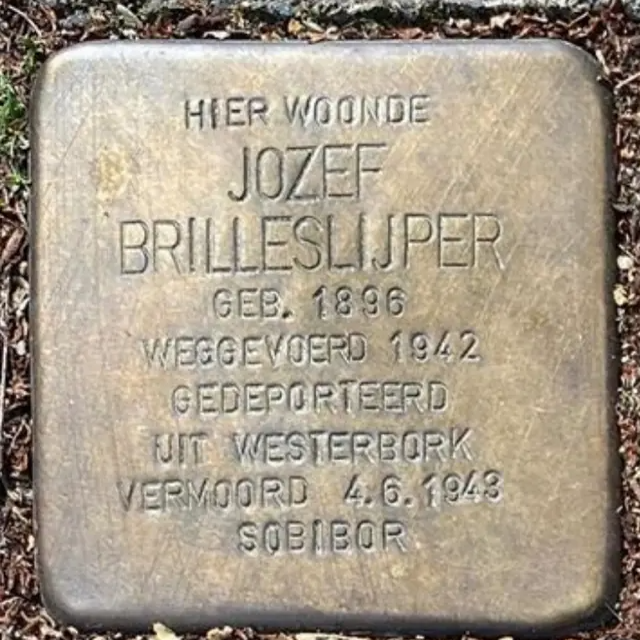 HIER WOONDE
JOZEF
BRILLESLIJPER
GEB. 1896
WEGGEVOERD 1942
GEDEPORTEERD
UIT WESTERBORK
VERMOORD 4.6.1943
SOBIBOR